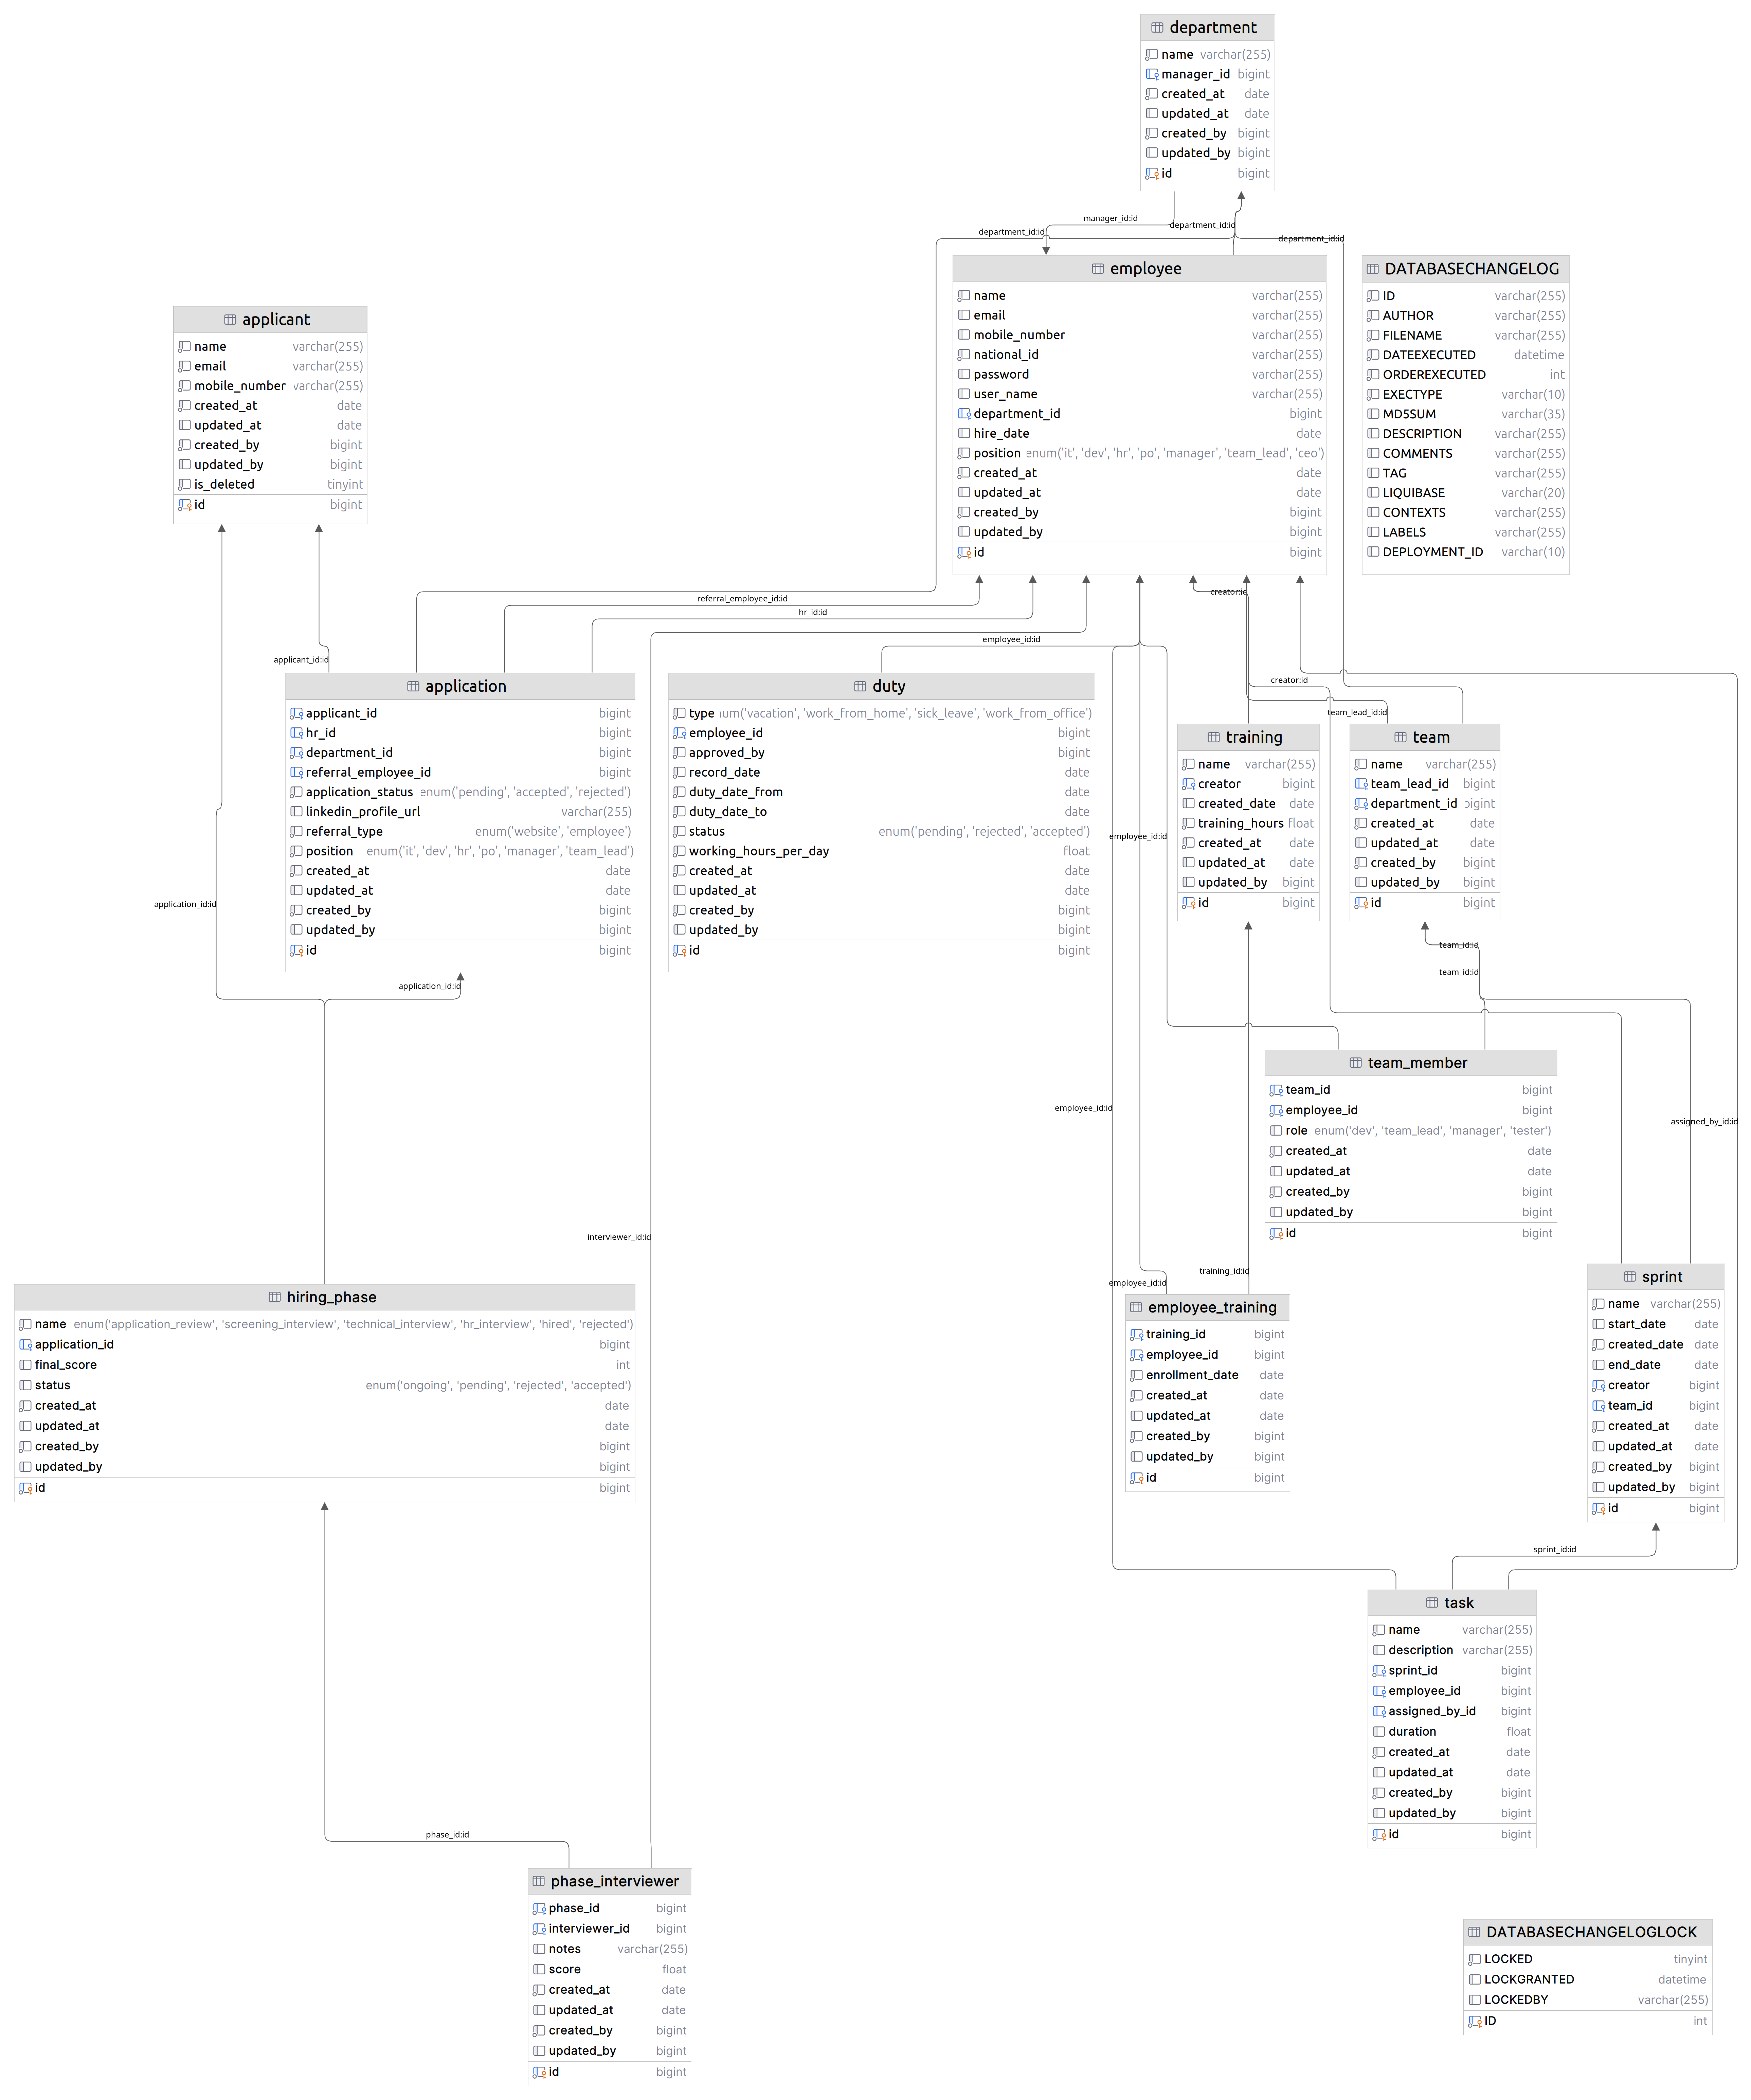 department
name varchar(255)
manager_id bigint
created_at date
updated_at date
created_by bigint
updated_by bigint
id bigint
manager_id:id
department_id:id
department_id:id
department_id:id
employee
name varchar(255)
email varchar(255)
mobile_number varchar(255)
national_id varchar(255)
password varchar(255)
user_name varchar(255)
department_id bigint
hire_date date
position enum('it', 'dev', 'hr', 'po', 'manager', 'team_lead', 'ceo')
created_at date
updated_at date
created_by bigint
updated_by bigint
id bigint
DATABASECHANGELOG
ID varchar(255)
AUTHOR varchar(255)
FILENAME varchar(255)
DATEEXECUTED datetime
ORDEREXECUTED int
EXECTYPE varchar(10)
MD5SUM varchar(35)
DESCRIPTION varchar(255)
COMMENTS varchar(255)
TAG varchar(255)
LIQUIBASE varchar(20)
CONTEXTS varchar(255)
LABELS varchar(255)
DEPLOYMENT_ID varchar(10)
applicant
name varchar(255)
email varchar(255)
mobile_number varchar(255)
created_at date
updated_at date
created_by bigint
updated_by bigint
is_deleted tinyint
id bigint
referral_employee_id:id
hr_id:id
creator:id
employee_id:id
applicant_id:id
creator:id
team_lead_id:id
application
applicant_id bigint
hr_id bigint
department_id bigint
referral_employee_id bigint
application_status enum('pending', 'accepted', 'rejected')
linkedin_profile_url varchar(255)
referral_type enum('website', 'employee')
position enum('it', 'dev', 'hr', 'po', 'manager', 'team_lead')
created_at date
updated_at date
created_by bigint
updated_by bigint
id bigint
duty
type um('vacation', 'work_from_home', 'sick_leave', 'work_from_office')
employee_id bigint
approved_by bigint
record_date date
duty_date_from date
duty_date_to date
status enum('pending', 'rejected', 'accepted')
working_hours_per_day float
created_at date
updated_at date
created_by bigint
updated_by bigint
id bigint
training
name varchar(255)
creator bigint
created_date date
training_hours float
created_at date
updated_at date
updated_by bigint
id bigint
team
name varchar(255)
team_lead_id bigint
department_id bigint
created_at date
updated_at date
created_by bigint
updated_by bigint
id bigint
employee_id:id
application_id:id
application_id:id
team_id:id
team_id:id
team_member
team_id bigint
employee_id bigint
role enum('dev', 'team_lead', 'manager', 'tester')
created_at date
updated_at date
created_by bigint
updated_by bigint
id bigint
employee_id:id
assigned_by_id:id
interviewer_id:id
training_id:id
employee_id:id
hiring_phase
name enum('application_review', 'screening_interview', 'technical_interview', 'hr_interview', 'hired', 'rejected')
application_id bigint
final_score int
status enum('ongoing', 'pending', 'rejected', 'accepted')
created_at date
updated_at date
created_by bigint
updated_by bigint
id bigint
employee_training
training_id bigint
employee_id bigint
enrollment_date date
created_at date
updated_at date
created_by bigint
updated_by bigint
id bigint
sprint
name varchar(255)
start_date date
created_date date
end_date date
creator bigint
team_id bigint
created_at date
updated_at date
created_by bigint
updated_by bigint
id bigint
sprint_id:id
task
name varchar(255)
description varchar(255)
sprint_id bigint
employee_id bigint
assigned_by_id bigint
duration float
created_at date
updated_at date
created_by bigint
updated_by bigint
id bigint
phase_id:id
phase_interviewer
phase_id bigint
interviewer_id bigint
notes varchar(255)
score float
created_at date
updated_at date
created_by bigint
updated_by bigint
id bigint
DATABASECHANGELOGLOCK
LOCKED tinyint
LOCKGRANTED datetime
LOCKEDBY varchar(255)
ID int